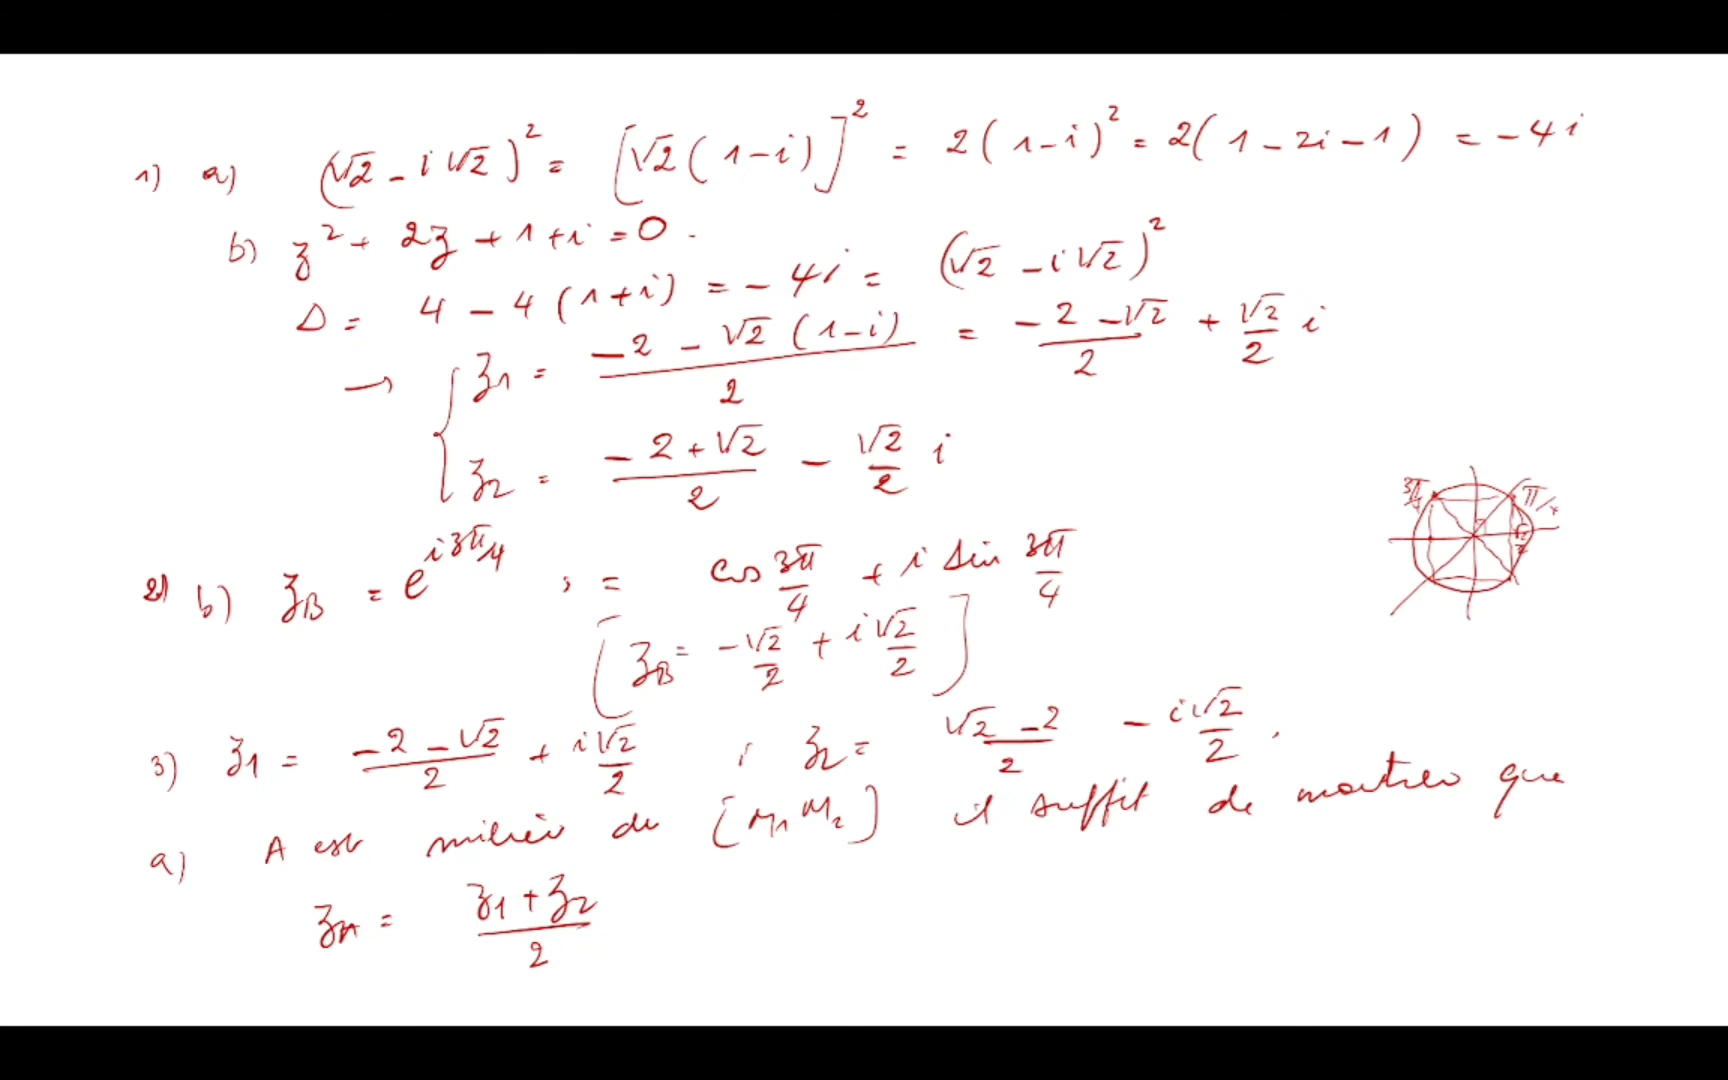 1) a) (√2 - i√2)² = [√2(1-i)]² = 2(1-i)² = 2(1-2i-1) = -4i
b) z² + 2z + 1+i = 0.
Δ = 4 - 4(1+i) = -4i = (√2 - i√2)²
→ { z₁ = (-2 - √2(1-i))/2 = (-2-√2)/2 + √2/2 i
z₂ = (-2+√2)/2 - √2/2 i
3π/4 π/4 √2/2
2) b) z_B = e^(i3π/4) ; = cos 3π/4 + i sin 3π/4
[z_B = -√2/2 + i√2/2]
3) z₁ = (-2-√2)/2 + i√2/2 ; z₂ = (√2-2)/2 - i√2/2.
a) A est milieu de [M₁M₂] il suffit de montrer que
z_A = (z₁+z₂)/2